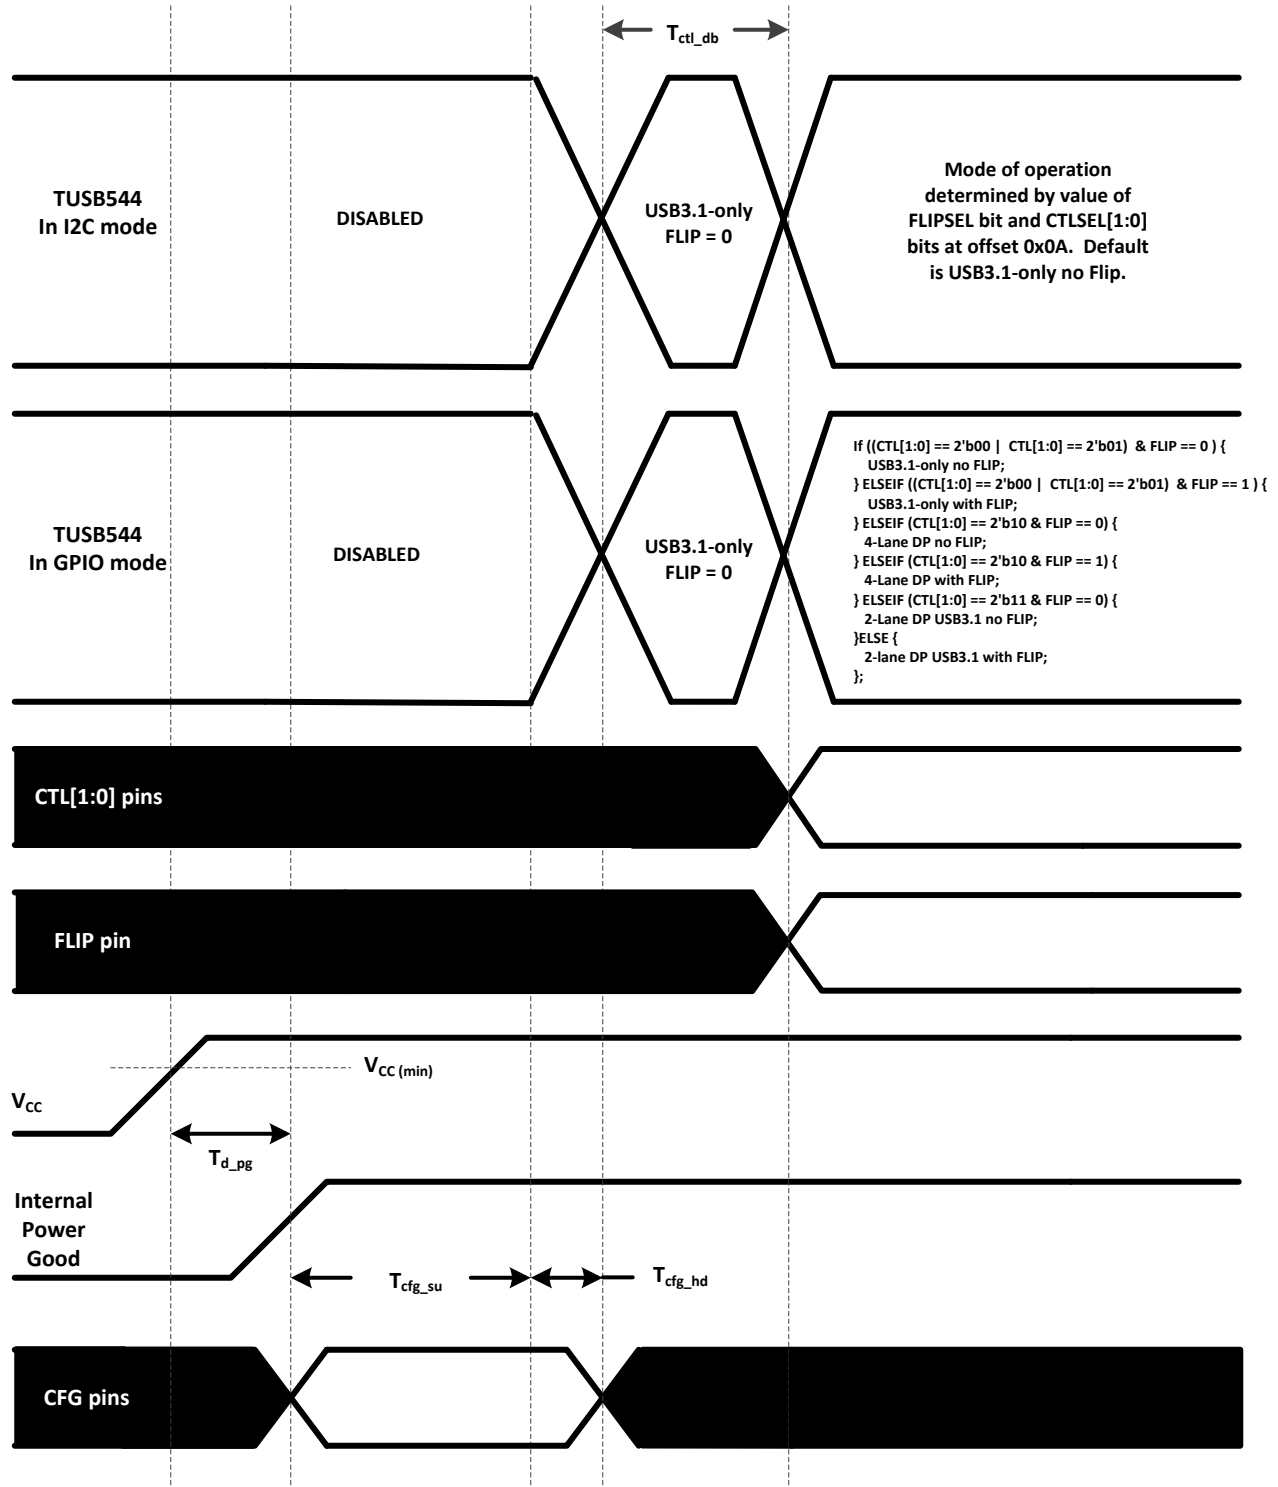 T_ctl_db
TUSB544
In I2C mode
DISABLED
USB3.1-only
FLIP = 0
Mode of operation
determined by value of
FLIPSEL bit and CTLSEL[1:0]
bits at offset 0x0A.  Default
is USB3.1-only no Flip.
TUSB544
In GPIO mode
DISABLED
USB3.1-only
FLIP = 0
If ((CTL[1:0] == 2'b00 |  CTL[1:0] == 2'b01)  & FLIP == 0 ) {
USB3.1-only no FLIP;
} ELSEIF ((CTL[1:0] == 2'b00 |  CTL[1:0] == 2'b01)  & FLIP == 1 ) {
USB3.1-only with FLIP;
} ELSEIF (CTL[1:0] == 2'b10 & FLIP == 0) {
4-Lane DP no FLIP;
} ELSEIF (CTL[1:0] == 2'b10 & FLIP == 1) {
4-Lane DP with FLIP;
} ELSEIF (CTL[1:0] == 2'b11 & FLIP == 0) {
2-Lane DP USB3.1 no FLIP;
}ELSE {
2-lane DP USB3.1 with FLIP;
};
CTL[1:0] pins
FLIP pin
V_CC (min)
V_CC
T_d_pg
Internal
Power
Good
T_cfg_su
T_cfg_hd
CFG pins